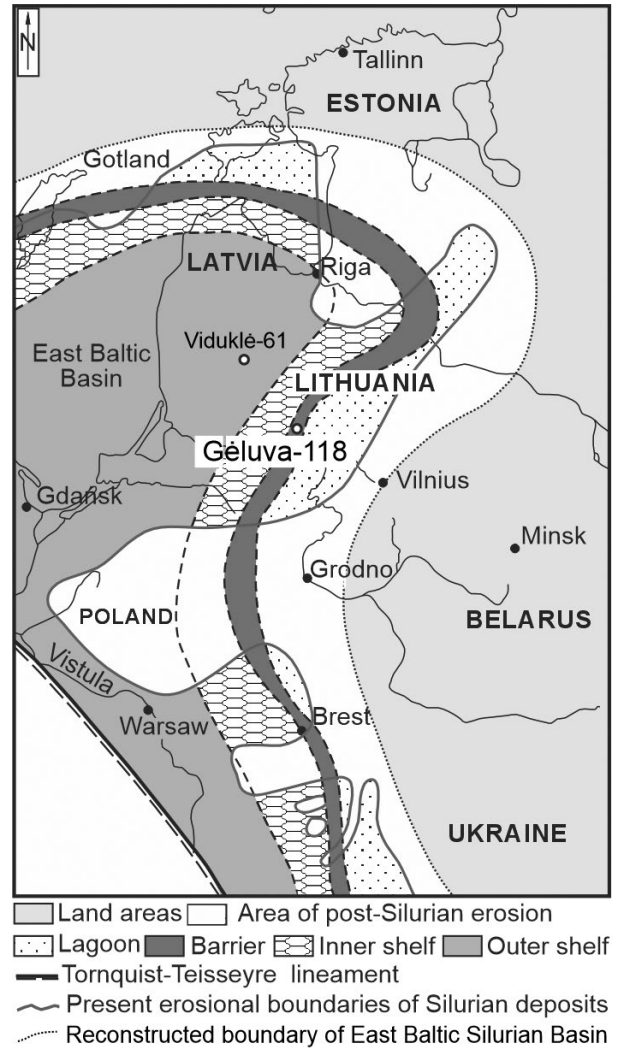 N
Tallinn
ESTONIA
Gotland
LATVIA
Riga
Viduklė-61
East Baltic
Basin
LITHUANIA
Gėluva-118
Vilnius
Gdańsk
Minsk
Grodno
POLAND
BELARUS
Vistula
Warsaw
Brest
UKRAINE
Land areas Area of post-Silurian erosion
Lagoon Barrier Inner shelf Outer shelf
Tornquist-Teisseyre lineament
Present erosional boundaries of Silurian deposits
Reconstructed boundary of East Baltic Silurian Basin